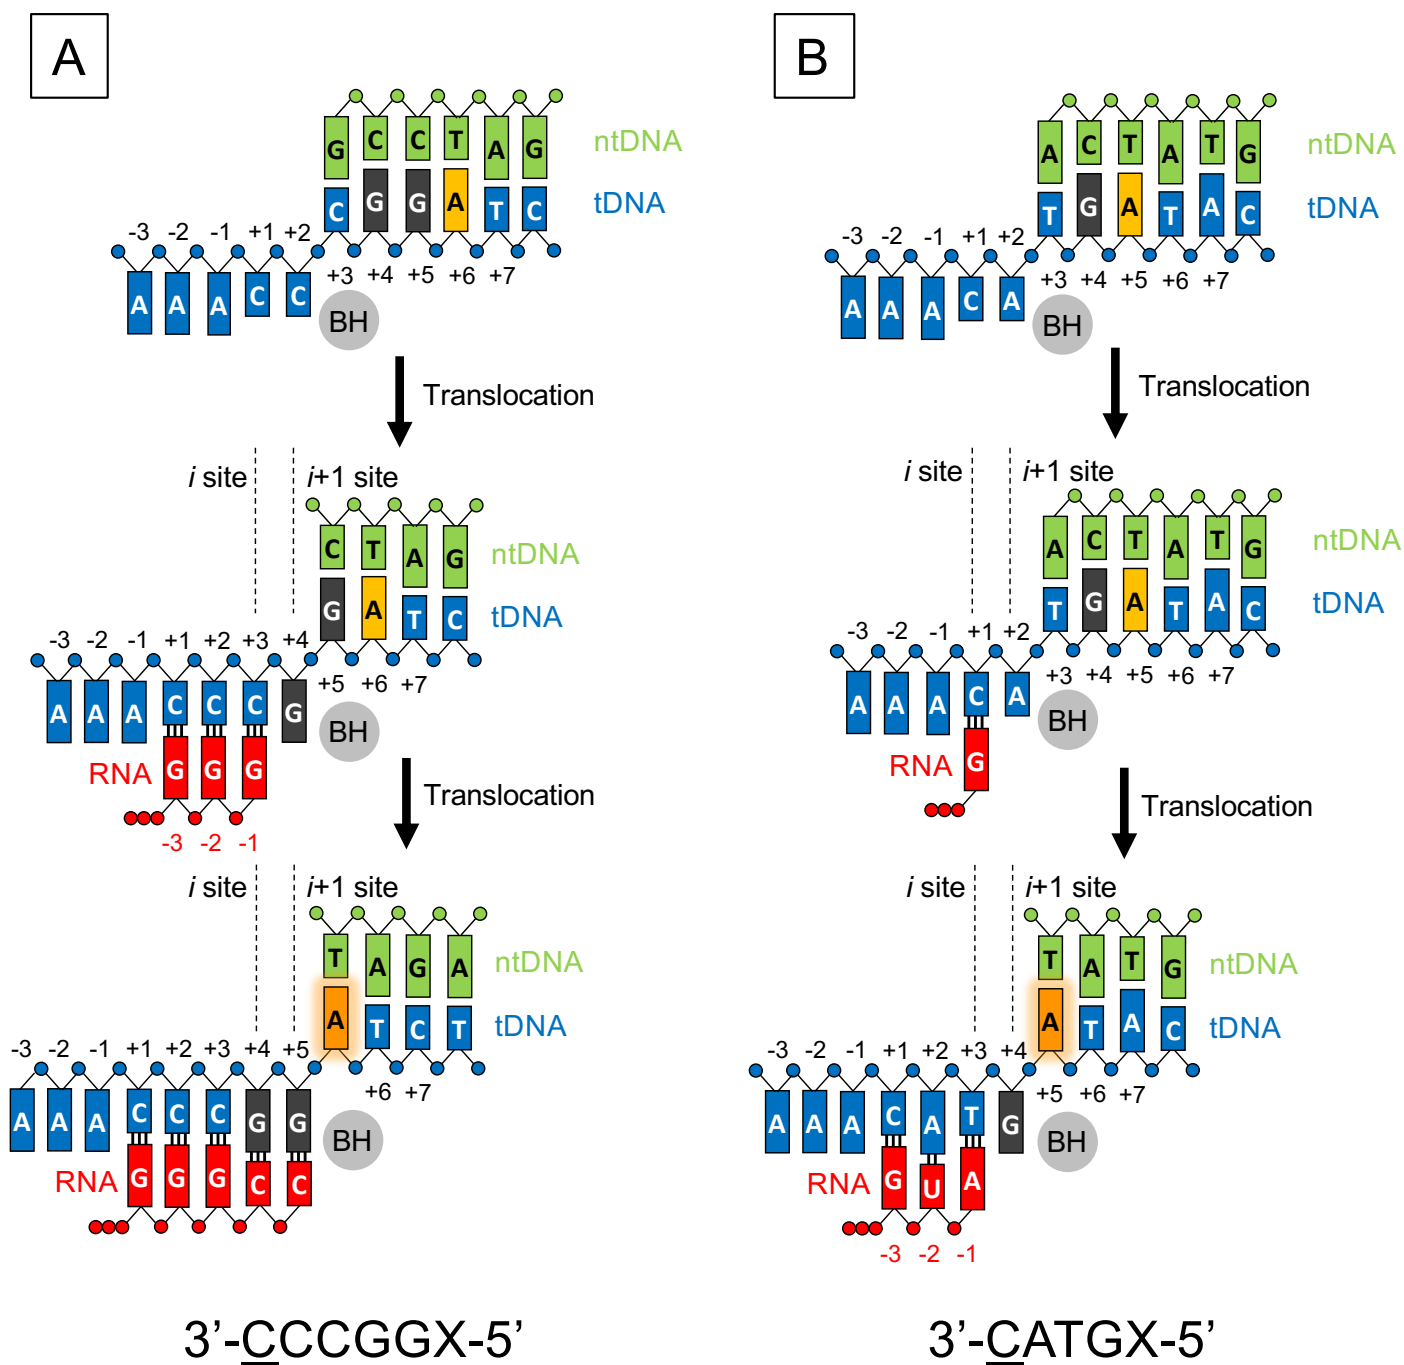 A
G C C T A G ntDNA
C G G A T C tDNA
-3 -2 -1 +1 +2
+3 +4 +5 +6 +7
A A A C C
BH
Translocation
i site i+1 site
C T A G ntDNA
G A T C tDNA
-3 -2 -1 +1 +2 +3 +4
+5 +6 +7
A A A C C C G
BH
RNA G G G
-3 -2 -1
Translocation
i site i+1 site
T A G A ntDNA
A T C T tDNA
-3 -2 -1 +1 +2 +3 +4 +5
+6 +7
A A A C C C G G
BH
RNA G G G C C
3’-CCCGGX-5’
B
A C T A T G ntDNA
T G A T A C tDNA
-3 -2 -1 +1 +2
+3 +4 +5 +6 +7
A A A C A
BH
Translocation
i site i+1 site
A C T A T G ntDNA
T G A T A C tDNA
-3 -2 -1 +1 +2
+3 +4 +5 +6 +7
A A A C A
BH
RNA G
Translocation
i site i+1 site
T A T G ntDNA
A T A C tDNA
-3 -2 -1 +1 +2 +3 +4
+5 +6 +7
A A A C A T G
BH
RNA G U A
-3 -2 -1
3’-CATGX-5’